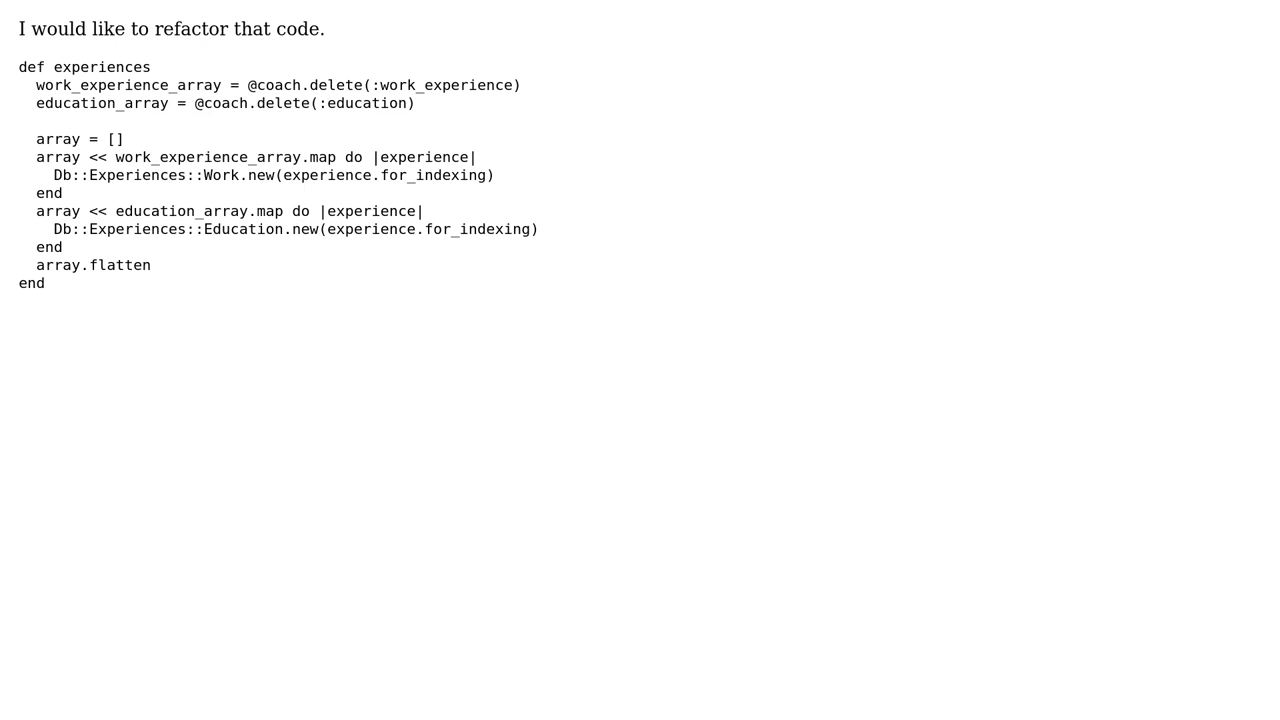 I would like to refactor that code.
def experiences
  work_experience_array = @coach.delete(:work_experience)
  education_array = @coach.delete(:education)

  array = []
  array << work_experience_array.map do |experience|
    Db::Experiences::Work.new(experience.for_indexing)
  end
  array << education_array.map do |experience|
    Db::Experiences::Education.new(experience.for_indexing)
  end
  array.flatten
end